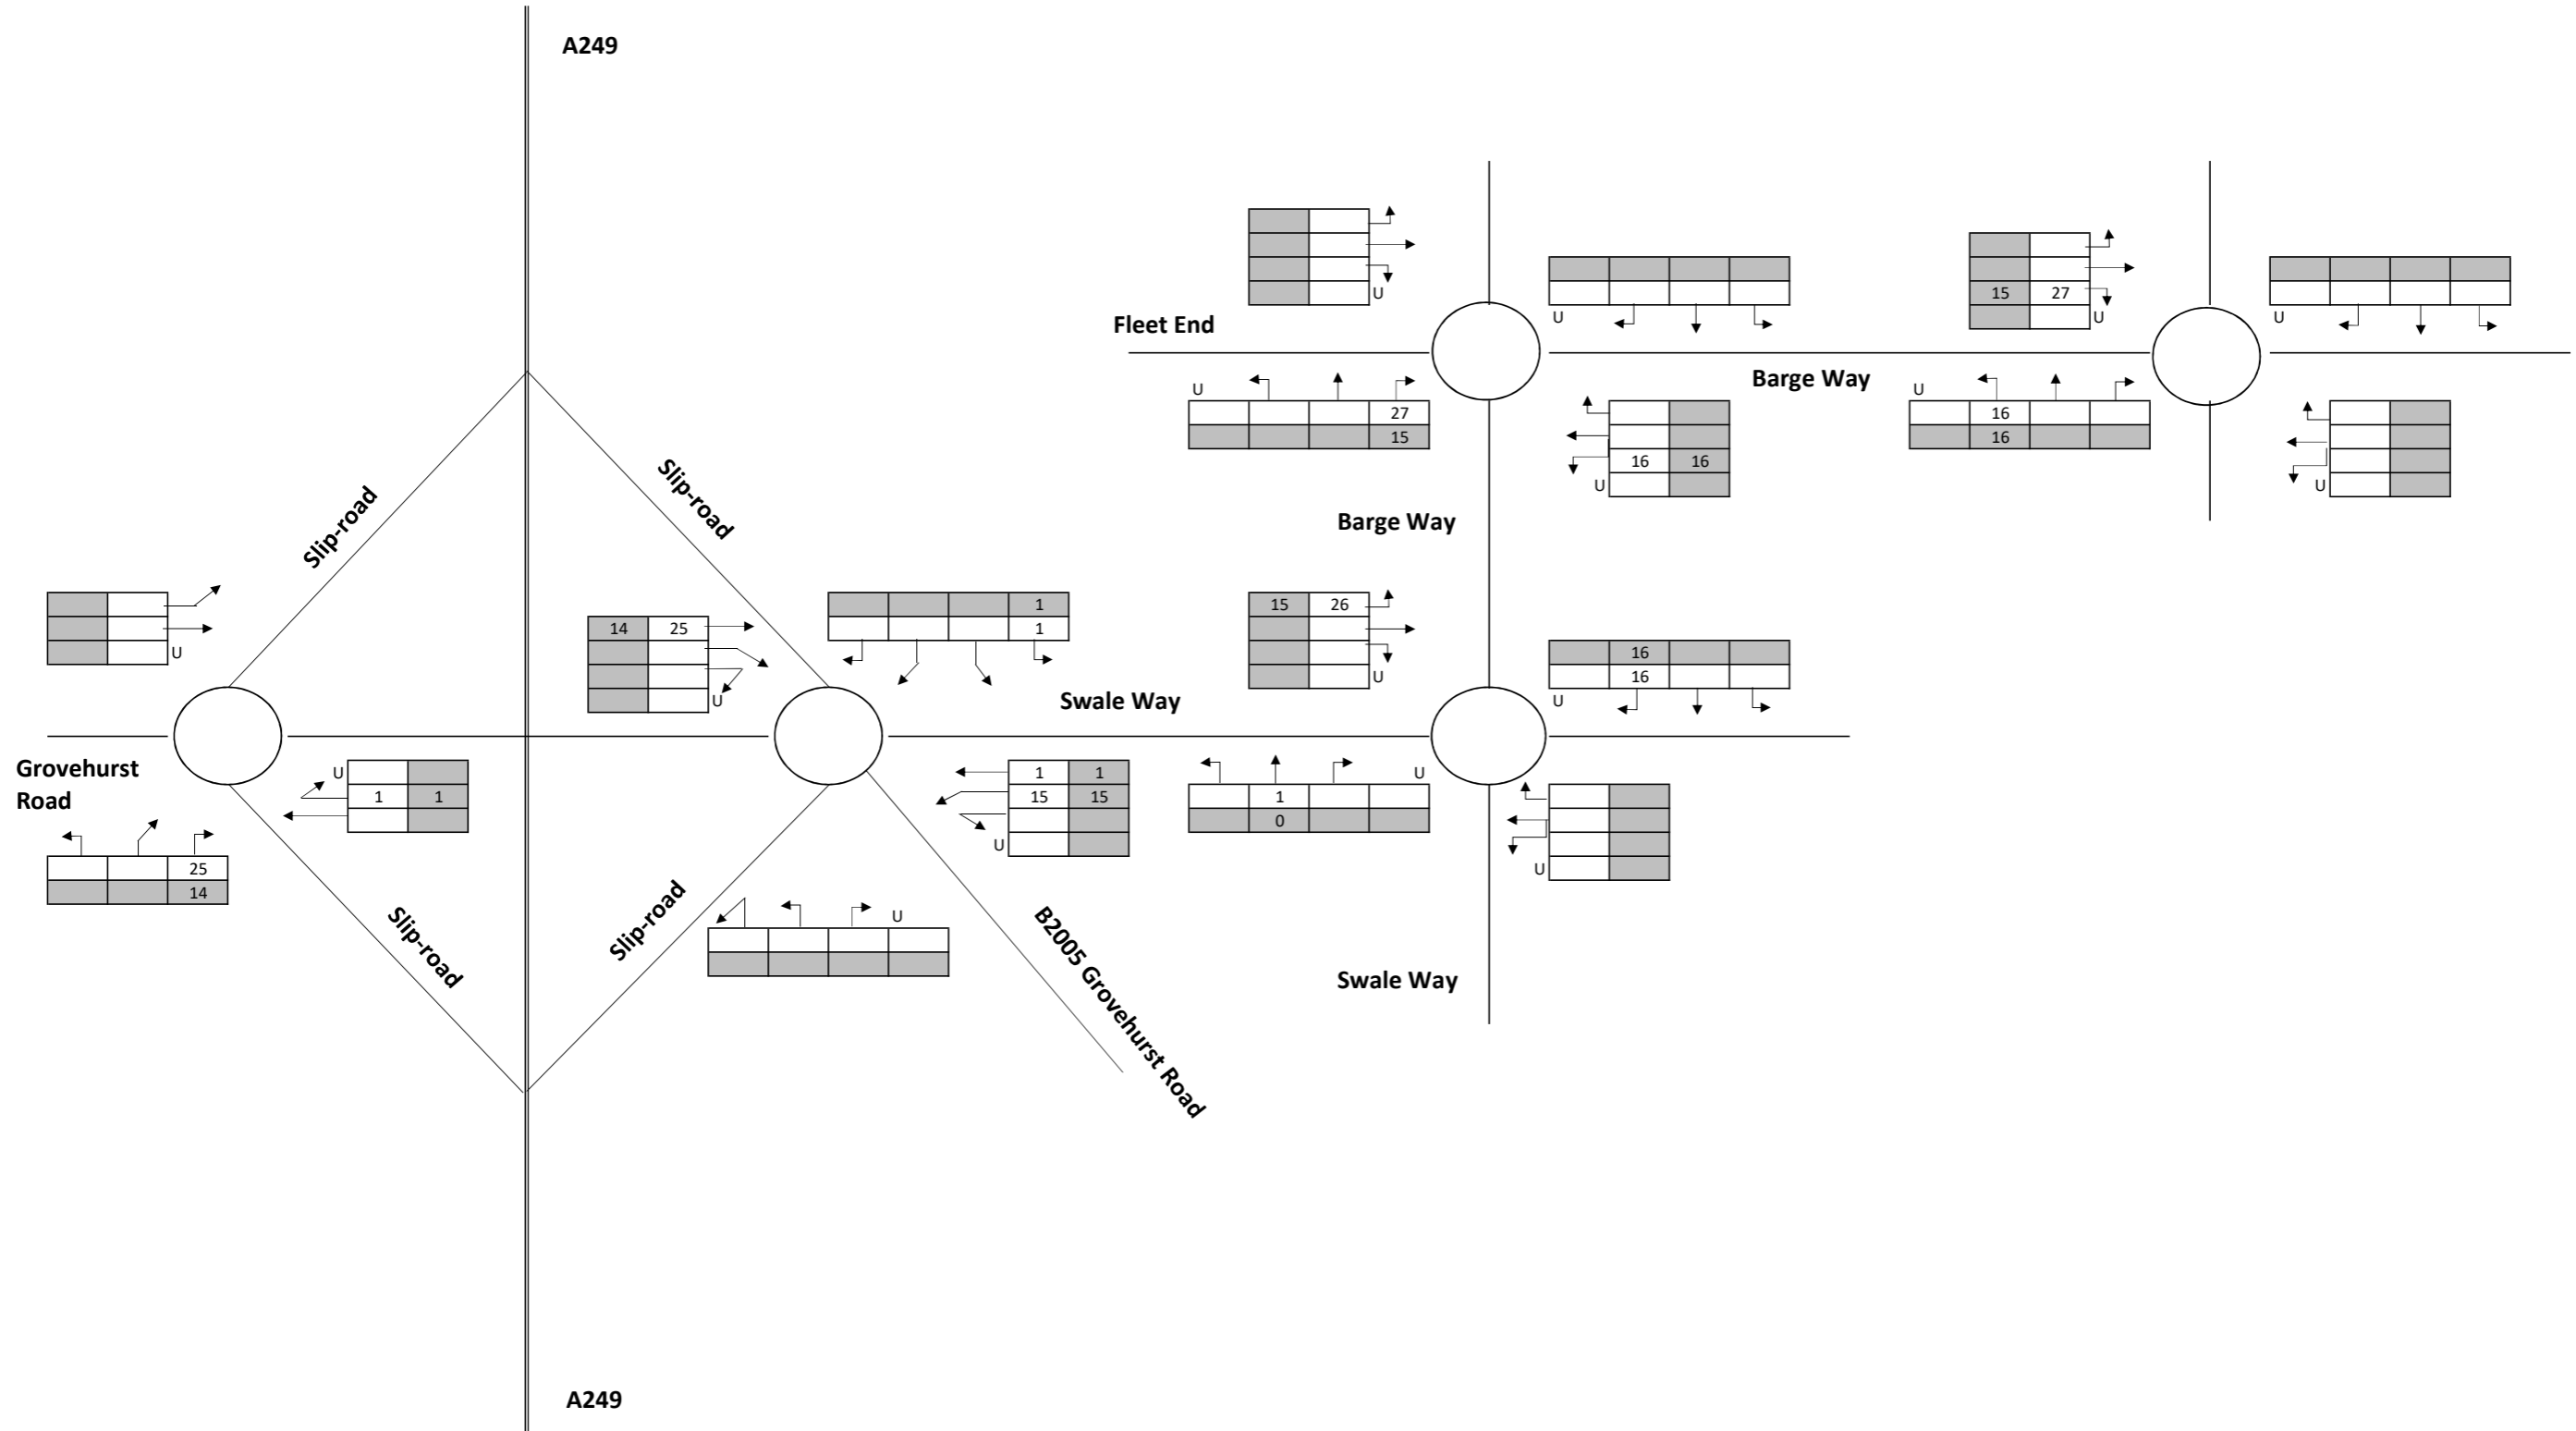 A249
Fleet End
U
U
15 27
U
U
U
27
15
Barge Way
16 16
U
U
16
16
U
Slip-road
Slip-road
Barge Way
U
14 25
U
1
1
15 26
U
Swale Way
16
16
U
Grovehurst
Road
U
1 1
25
14
1 1
15 15
U
U
1
0
U
Slip-road
Slip-road
U
B2005 Grovehurst Road
Swale Way
A249